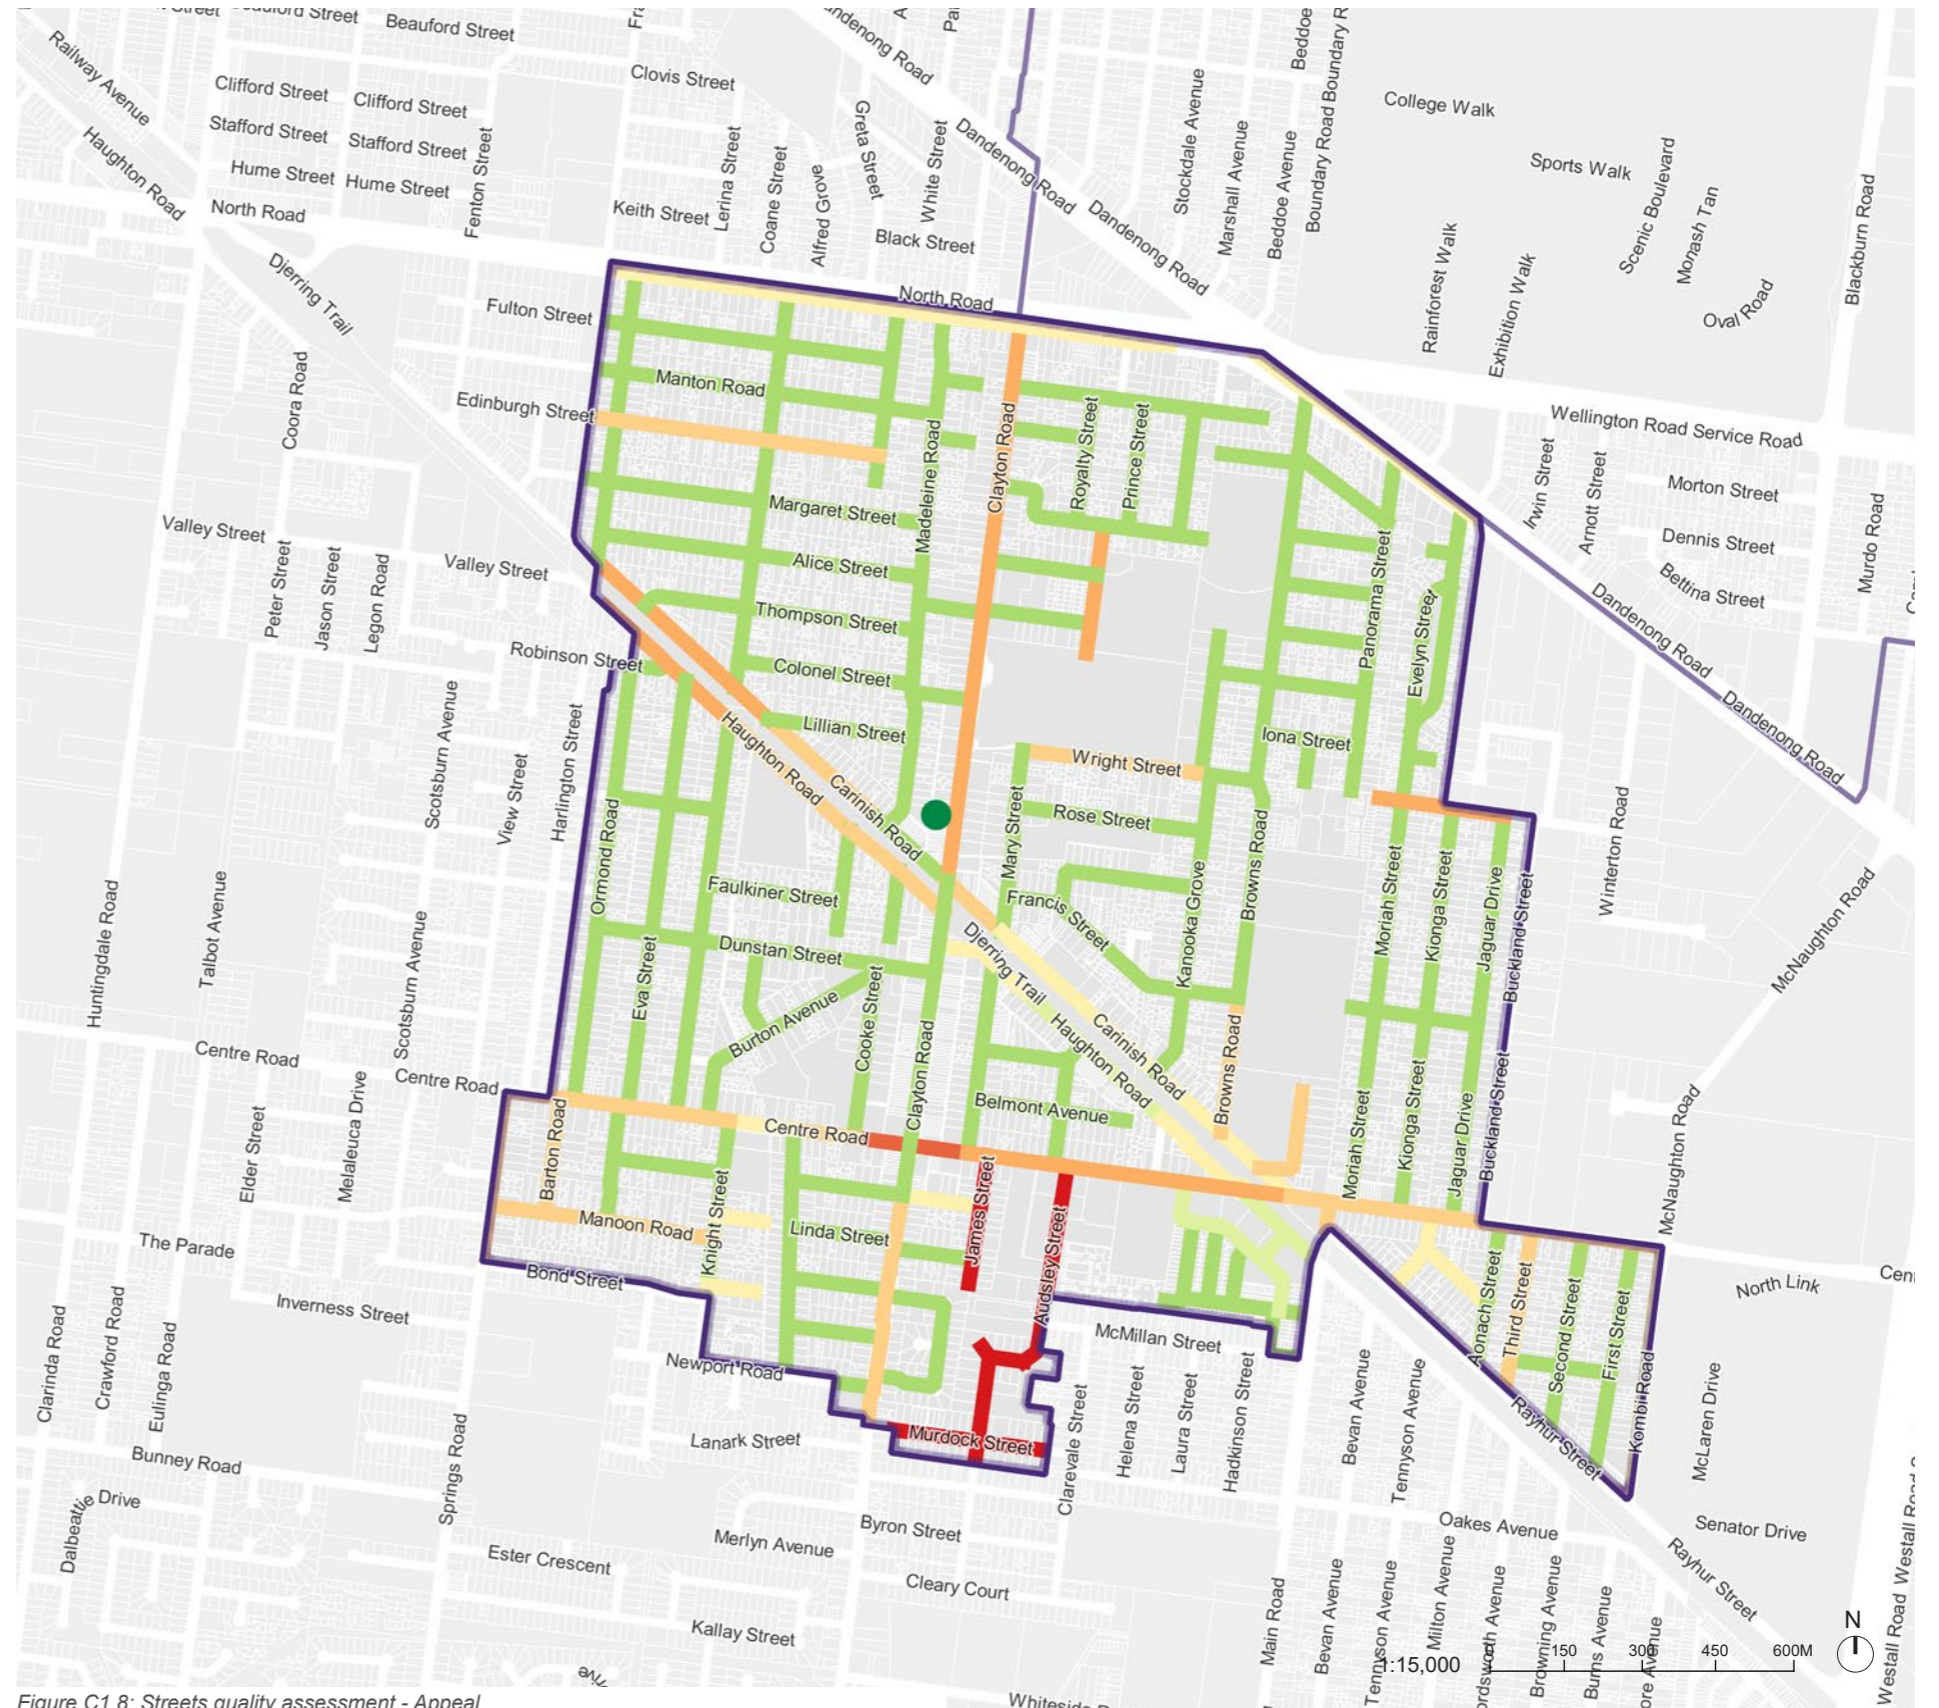 Beauford Street
Railway Avenue
Clovis Street
Dandenong Road
Clifford Street
Clifford Street
Stafford Street
Stafford Street
Hume Street
Hume Street
Haughton Road
North Road
Fenton Street
Keith Street
Lerina Street
Coane Street
Alfred Grove
Greta Street
White Street
Black Street
Dandenong Road
Dandenong Road
Stockdale Avenue
Marshall Avenue
Beddoe Avenue
Beddoe
Boundary Road
Boundary R
College Walk
Sports Walk
Scenic Boulevard
Monash Tan
Oval Road
Rainforest Walk
Exhibition Walk
Blackburn Road
Djerring Trail
Fulton Street
North Road
Coora Road
Edinburgh Street
Manton Road
Madeleine Road
Clayton Road
Royalty Street
Prince Street
Wellington Road Service Road
Irwin Street
Arnott Street
Morton Street
Dennis Street
Bettina Street
Murdo Road
Valley Street
Valley Street
Peter Street
Jason Street
Legon Road
Margaret Street
Alice Street
Thompson Street
Colonel Street
Lillian Street
Panorama Street
Evelyn Street
Dandenong Road
Dandenong Road
Robinson Street
Scotsburn Avenue
View Street
Harlington Street
Haughton Road
Carinish Road
Wright Street
Iona Street
Rose Street
Mary Street
Ormond Road
Faulkiner Street
Francis Street
Kanooka Grove
Browns Road
Moriah Street
Kionga Street
Jaguar Drive
Buckland Street
Winterton Road
McNaughton Road
Huntingdale Road
Talbot Avenue
Scotsburn Avenue
Eva Street
Dunstan Street
Burton Avenue
Cooke Street
Clayton Road
Djerring Trail
Haughton Road
Carinish Road
Browns Road
Centre Road
Centre Road
Elder Street
Melaleuca Drive
Barton Road
Centre Road
Belmont Avenue
Moriah Street
Kionga Street
Jaguar Drive
Buckland Street
McNaughton Road
The Parade
Manoon Road
Knight Street
Linda Street
James Street
Audsley Street
Bond Street
Inverness Street
Newport Road
McMillan Street
Aonach Street
Third Street
Second Street
First Street
Kombi Road
North Link
Clarinda Road
Crawford Road
Eulinga Road
Springs Road
Lanark Street
Murdock Street
Clarevale Street
Helena Street
Laura Street
Hadkinson Street
Bevan Avenue
Tennyson Avenue
Rayhur Street
McLaren Drive
Bunney Road
Dalbeattie Drive
Ester Crescent
Merlyn Avenue
Byron Street
Cleary Court
Kallay Street
Oakes Avenue
Senator Drive
Rayhur Street
Main Road
Bevan Avenue
Tennyson Avenue
Milton Avenue
Browning Avenue
Burns Avenue
Westall Road
Westall Road
N
1:15,000
0 150 300 450 600M
Figure C1.8: Streets quality assessment - Appeal